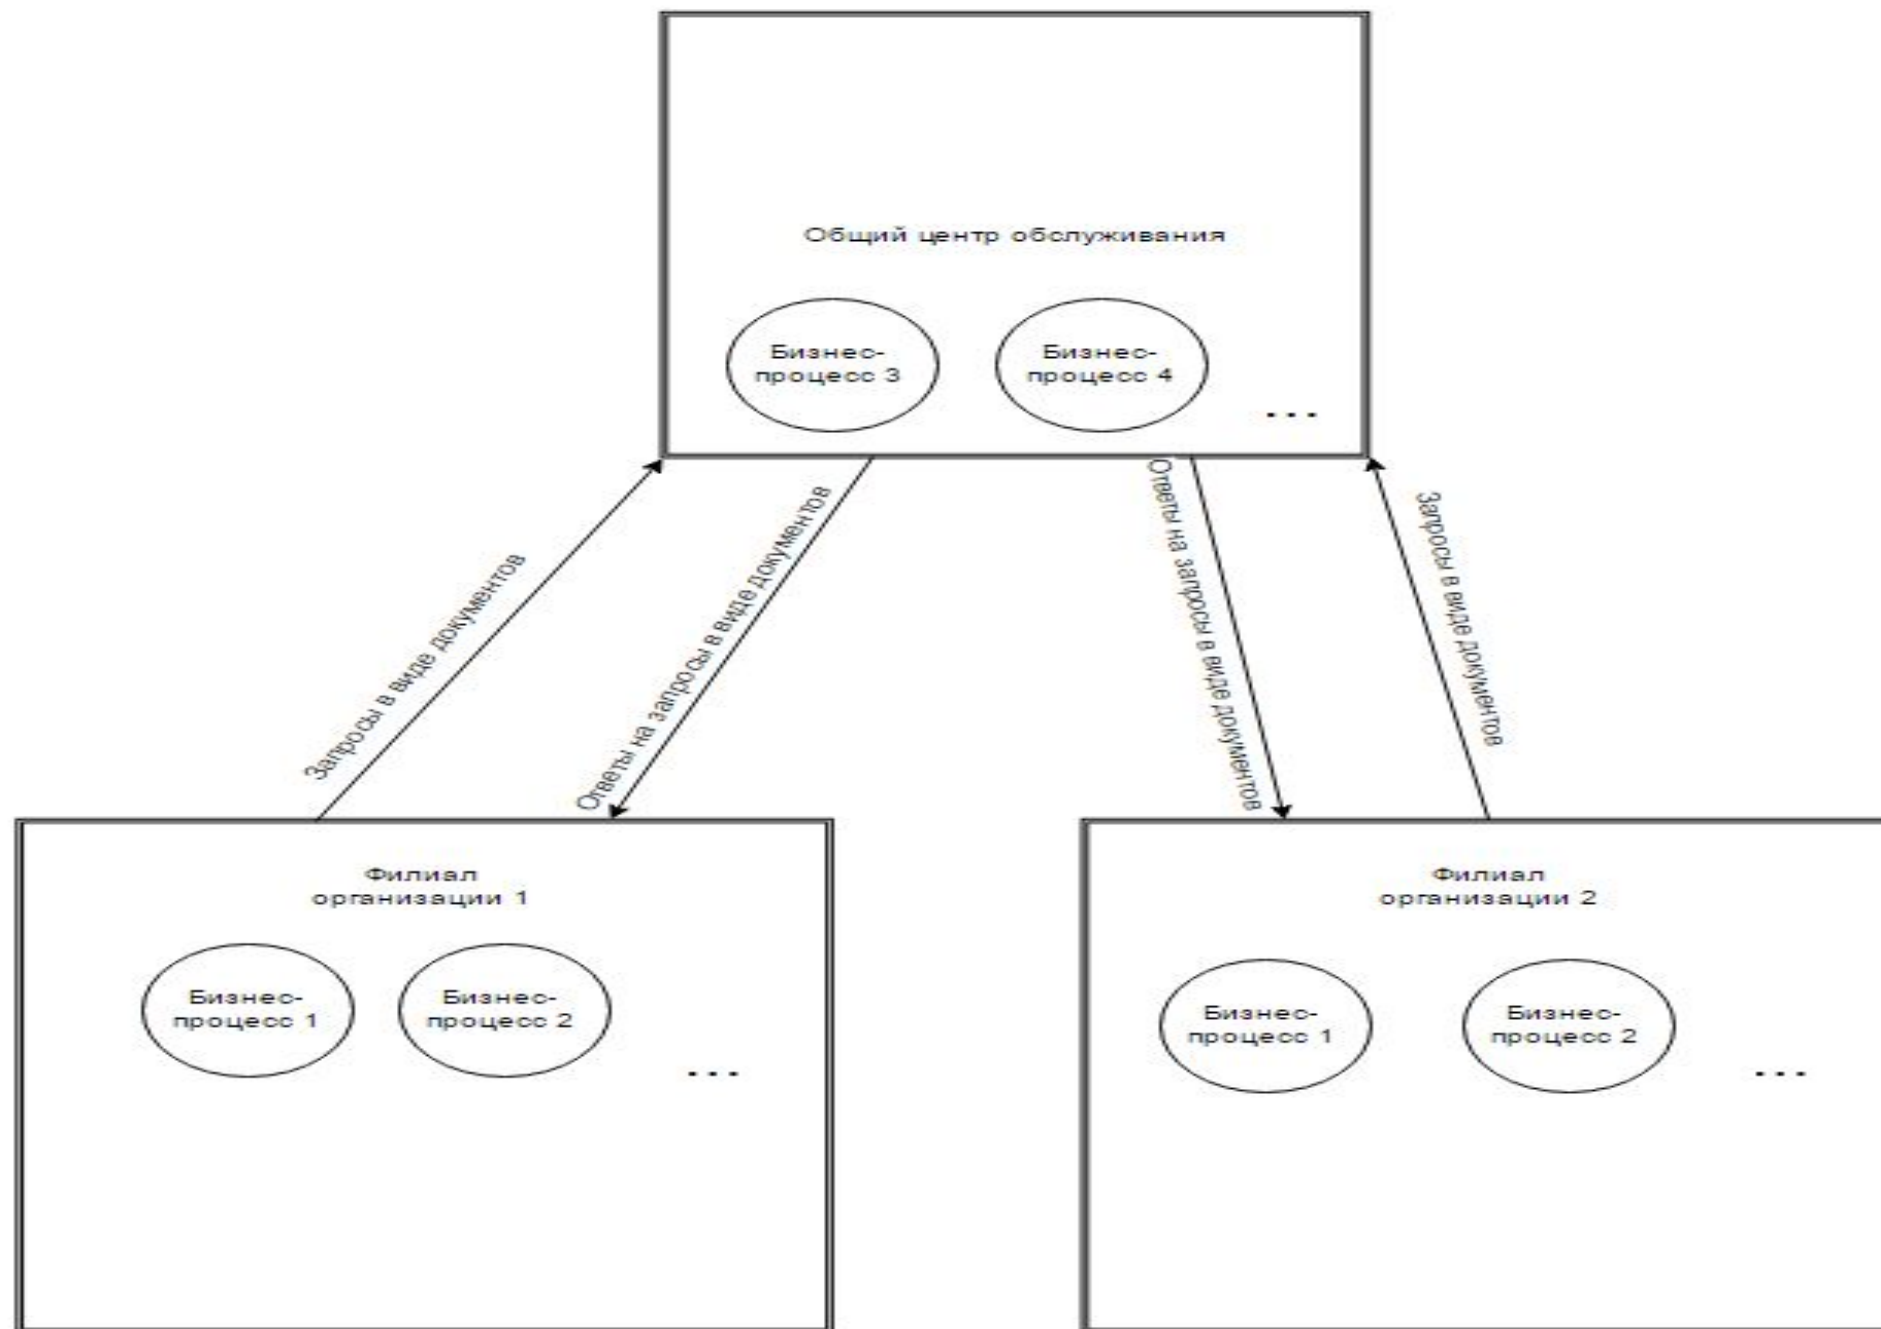 Общий центр обслуживания
Бизнес-
процесс 3
Бизнес-
процесс 4
...
Запросы в виде документов
Ответы на запросы в виде документов
Ответы на запросы в виде документов
Запросы в виде документов
Филиал
организации 1
Бизнес-
процесс 1
Бизнес-
процесс 2
...
Филиал
организации 2
Бизнес-
процесс 1
Бизнес-
процесс 2
...